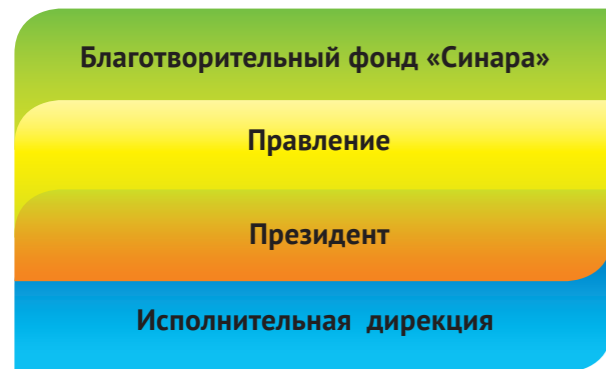 Благотворительный фонд «Синара»
Правление
Президент
Исполнительная дирекция